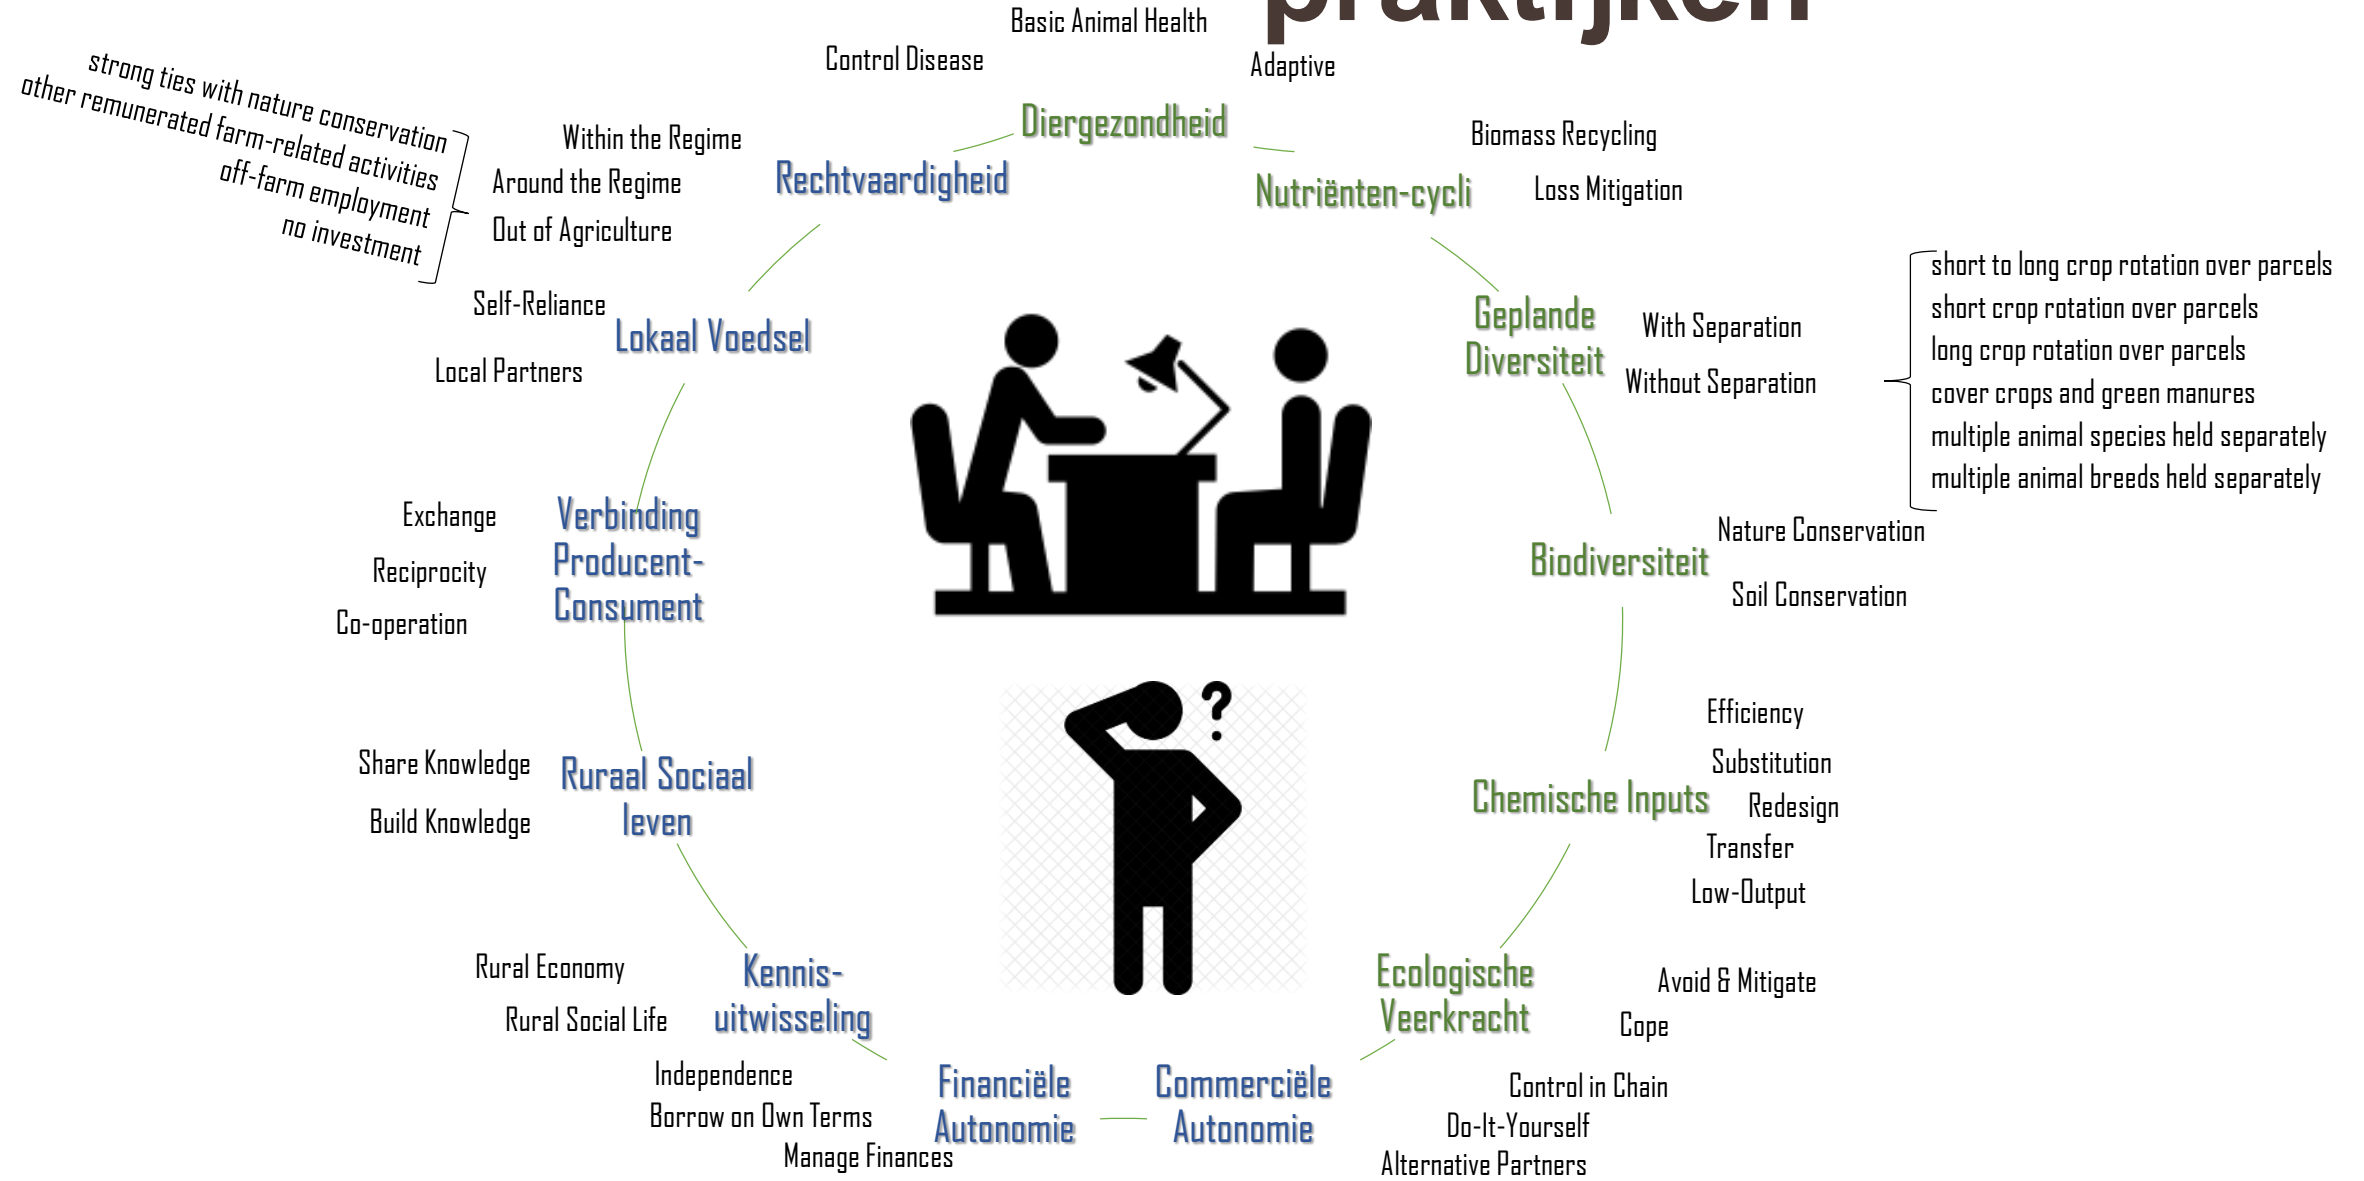 praktijken
Basic Animal Health
Control Disease
Adaptive
Diergezondheid
Biomass Recycling
Loss Mitigation
Nutriënten-cycli
short to long crop rotation over parcels
short crop rotation over parcels
long crop rotation over parcels
cover crops and green manures
multiple animal species held separately
multiple animal breeds held separately
With Separation
Without Separation
Geplande
Diversiteit
Nature Conservation
Soil Conservation
Biodiversiteit
Efficiency
Substitution
Redesign
Transfer
Low-Output
Chemische Inputs
Avoid & Mitigate
Cope
Ecologische
Veerkracht
Control in Chain
Do-It-Yourself
Alternative Partners
Commerciële
Autonomie
Financiële
Autonomie
Independence
Borrow on Own Terms
Manage Finances
Kennis-
uitwisseling
Rural Economy
Rural Social Life
Ruraal Sociaal
leven
Share Knowledge
Build Knowledge
Verbinding
Producent-
Consument
Exchange
Reciprocity
Co-operation
Lokaal Voedsel
Self-Reliance
Local Partners
Rechtvaardigheid
Within the Regime
Around the Regime
Out of Agriculture
strong ties with nature conservation
other remunerated farm-related activities
off-farm employment
no investment
?